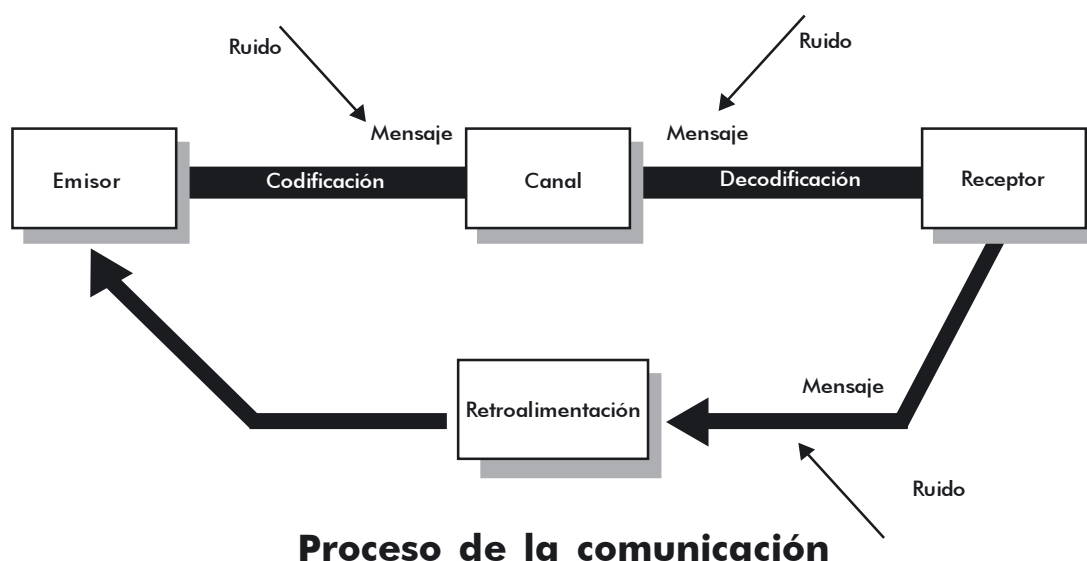 Ruido
Ruido
Mensaje
Mensaje
Emisor
Codificación
Canal
Decodificación
Receptor
Mensaje
Retroalimentación
Ruido
Proceso de la comunicación